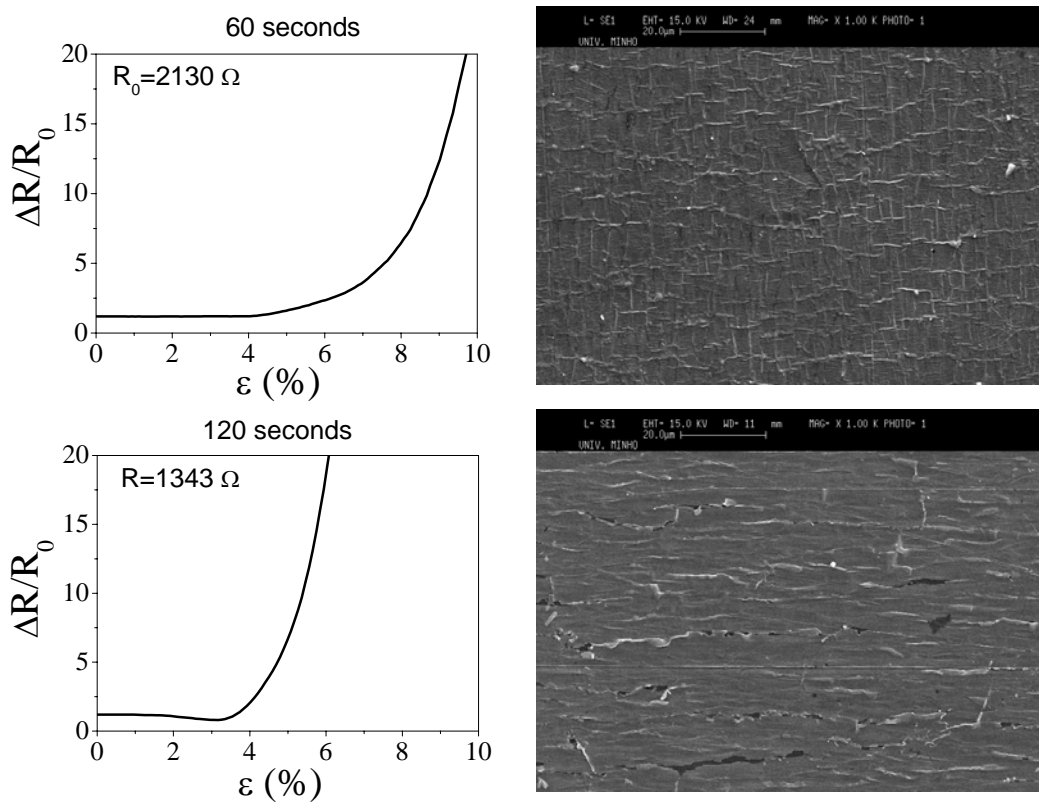 60 seconds
R₀=2130 Ω
20
15
10
5
0
0 2 4 6 8 10
ΔR/R₀
ε (%)
L= SE1 EHT= 15.0 KV WD= 24 mm MAG= X 1.00 K PHOTO= 1
20.0µm
UNIV. MINHO
120 seconds
R=1343 Ω
20
15
10
5
0
0 2 4 6 8 10
ΔR/R₀
ε (%)
L= SE1 EHT= 15.0 KV WD= 11 mm MAG= X 1.00 K PHOTO= 1
20.0µm
UNIV. MINHO